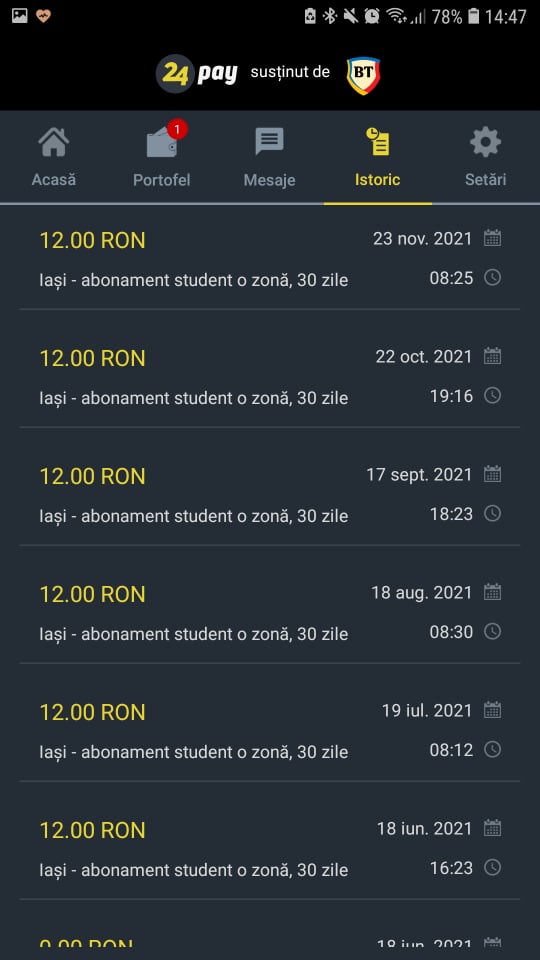 78% 14:47
24 pay susținut de BT
1
Acasă Portofel Mesaje Istoric Setări
12.00 RON 23 nov. 2021
Iași - abonament student o zonă, 30 zile 08:25
12.00 RON 22 oct. 2021
Iași - abonament student o zonă, 30 zile 19:16
12.00 RON 17 sept. 2021
Iași - abonament student o zonă, 30 zile 18:23
12.00 RON 18 aug. 2021
Iași - abonament student o zonă, 30 zile 08:30
12.00 RON 19 iul. 2021
Iași - abonament student o zonă, 30 zile 08:12
12.00 RON 18 iun. 2021
Iași - abonament student o zonă, 30 zile 16:23
0.00 RON 18 iun. 2021